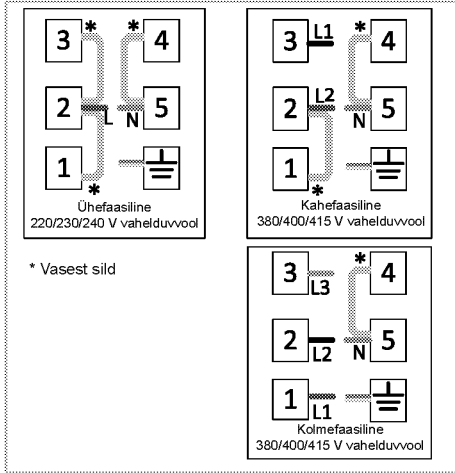 3 * * 4
2 L N 5
1 *
Ühefaasiline
220/230/240 V vahelduvvool
3 L1 * 4
2 L2 N 5
1 *
Kahefaasiline
380/400/415 V vahelduvvool
* Vasest sild
3 L3 * 4
2 L2 N 5
1 L1
Kolmefaasiline
380/400/415 V vahelduvvool